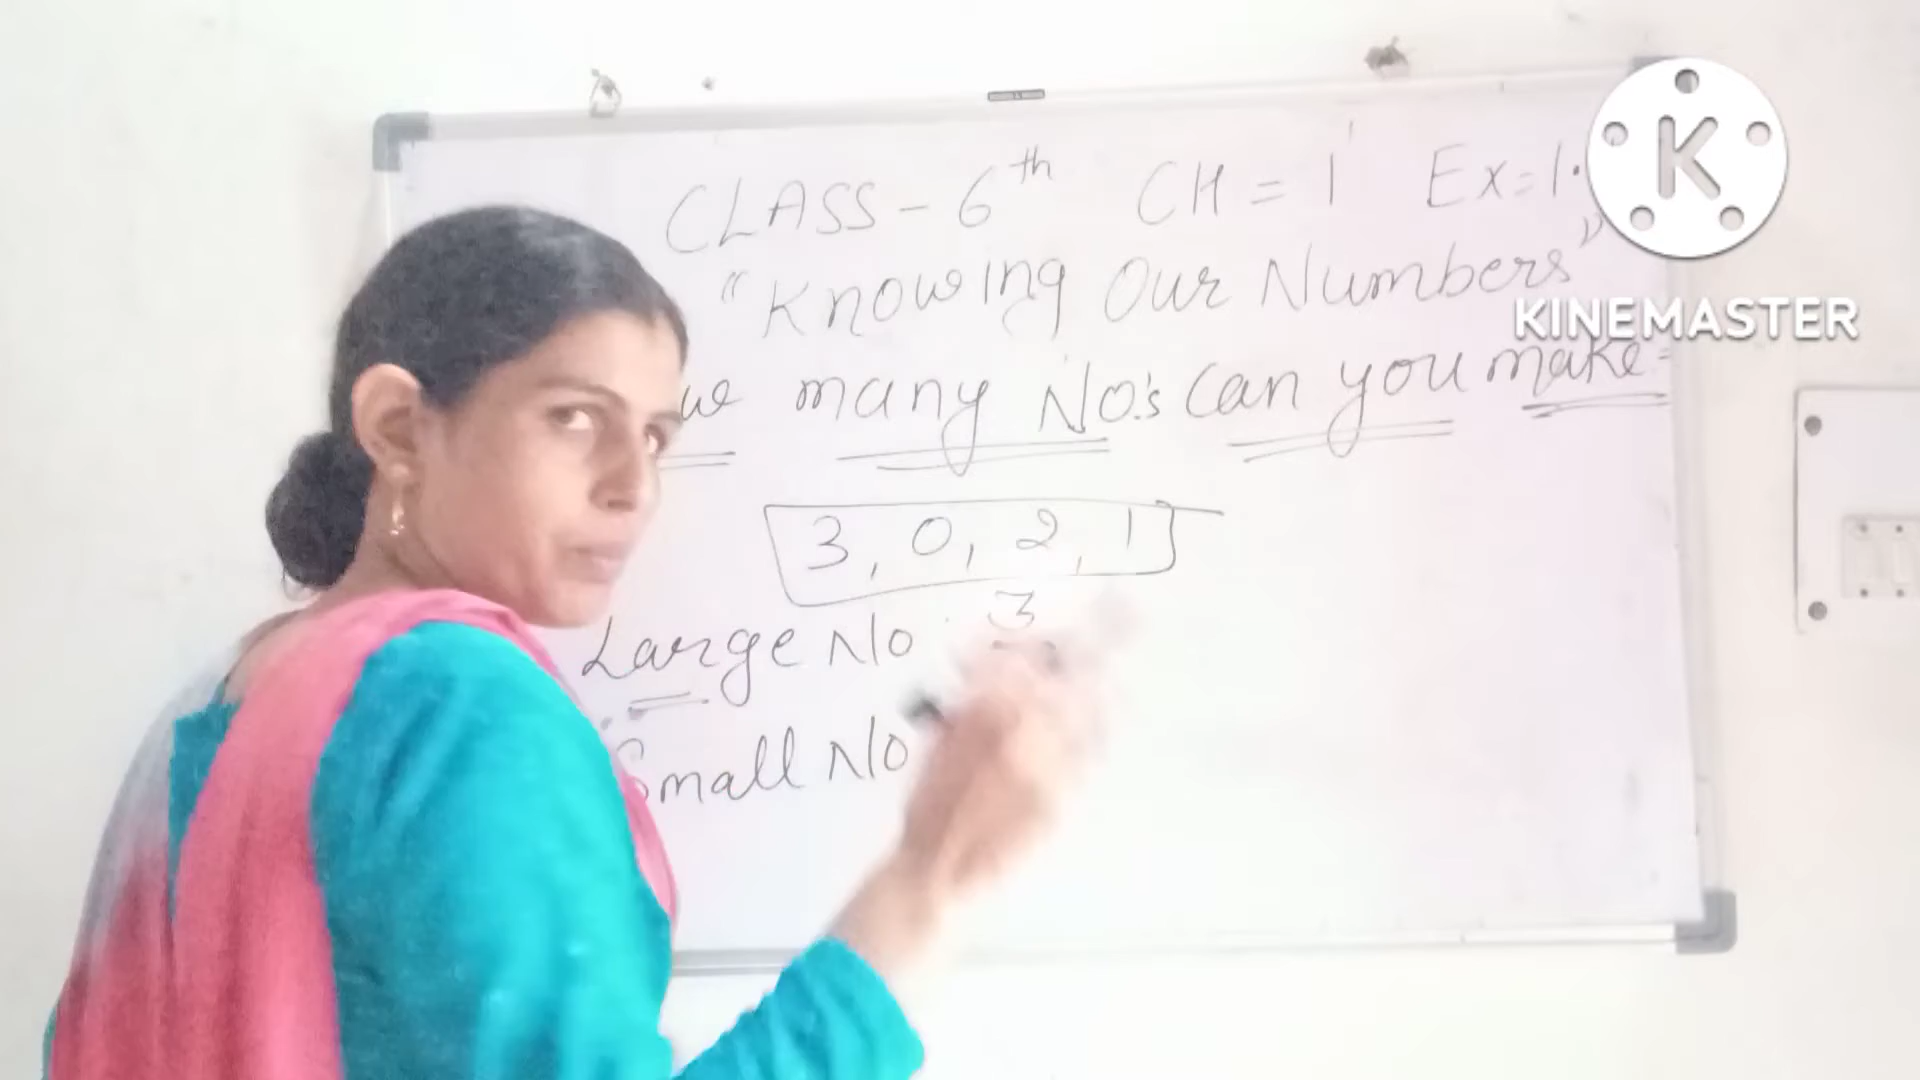 CLASS - 6th CH = 1 Ex = 1.
"Knowing Our Numbers"
many No's Can you make
3, 0, 2, 1
Large No 3
Small No
K
KINEMASTER